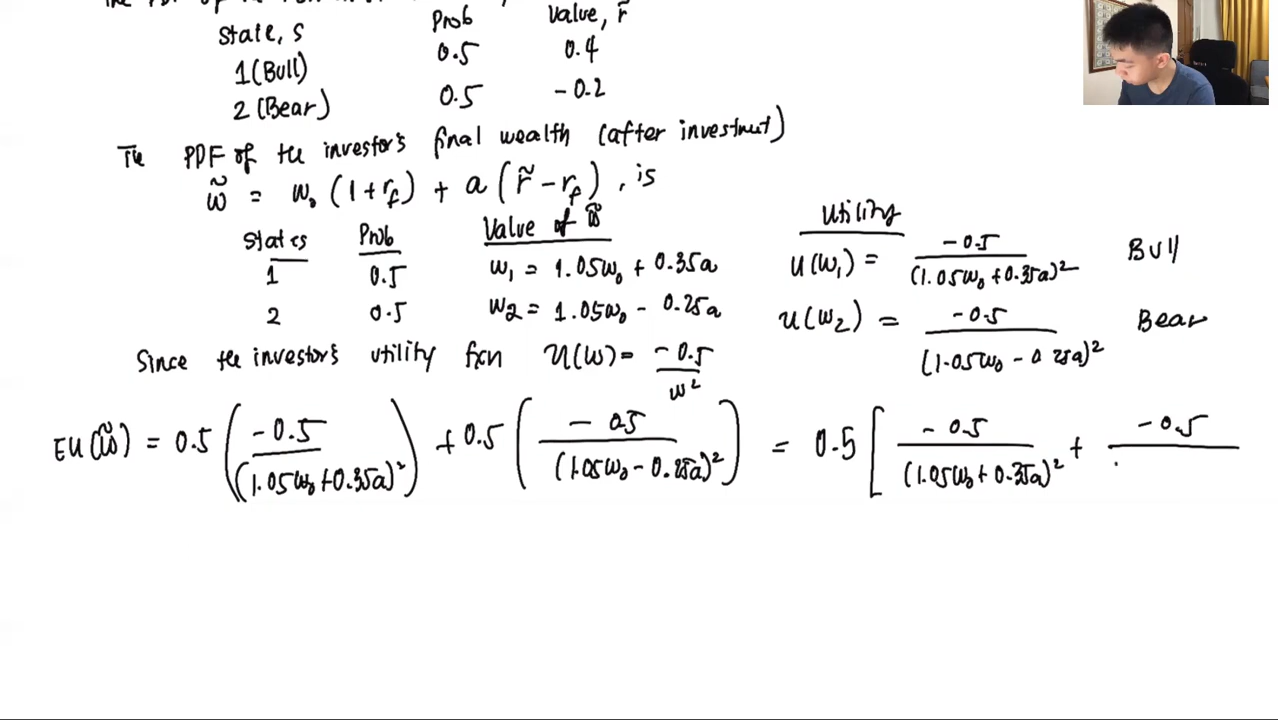 State, s Prob Value, r̃
1 (Bull) 0.5 0.4
2 (Bear) 0.5 -0.2
The PDF of the investor's final wealth (after investment)
w̃ = w₀ (1 + r_f) + a (r̃ - r_f), is
States Prob Value of w̃ Utility
1 0.5 w₁ = 1.05w₀ + 0.35a u(w₁) = -0.5 / (1.05w₀ + 0.35a)² Bull
2 0.5 w₂ = 1.05w₀ - 0.25a u(w₂) = -0.5 / (1.05w₀ - 0.25a)² Bear
Since the investor's utility fxn U(w) = -0.5 / w²
EU(w̃) = 0.5 (-0.5 / (1.05w₀ + 0.35a)²) + 0.5 (-0.5 / (1.05w₀ - 0.25a)²) = 0.5 [ -0.5 / (1.05w₀ + 0.35a)² + -0.5 /